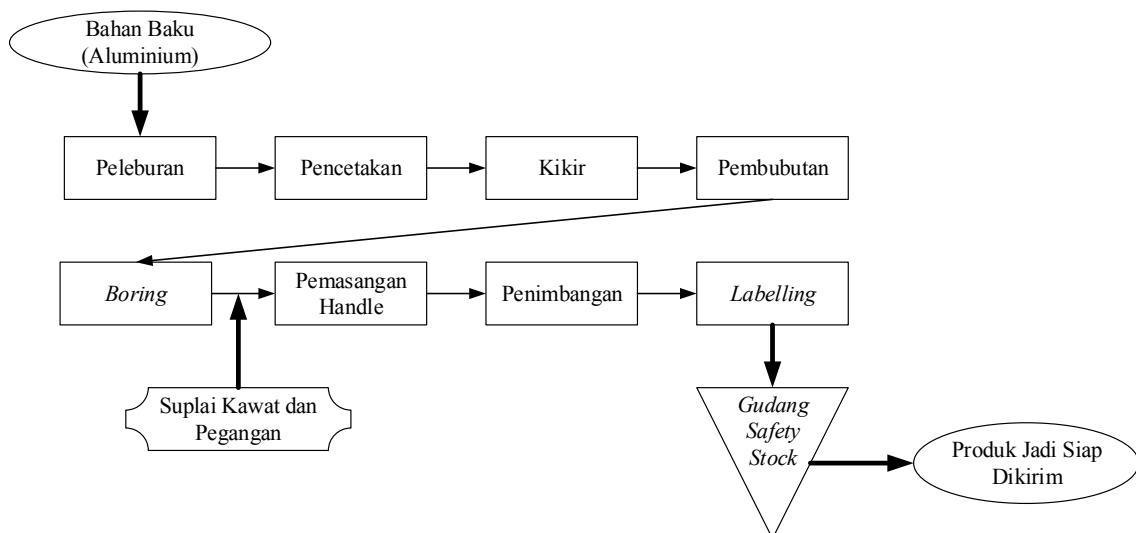 Bahan Baku
(Aluminium)
Peleburan
Pencetakan
Kikir
Pembubutan
Boring
Pemasangan
Handle
Penimbangan
Labelling
Suplai Kawat dan
Pegangan
Gudang
Safety
Stock
Produk Jadi Siap
Dikirim